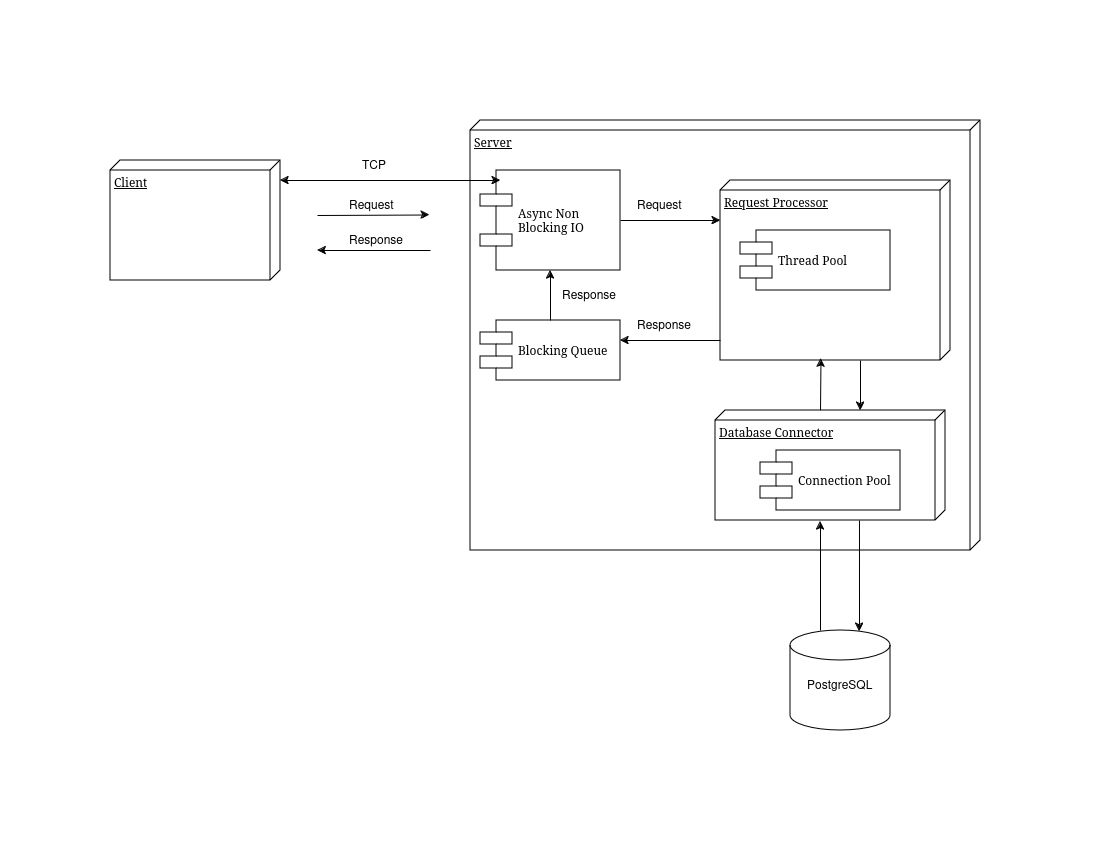 Server
TCP
Client
Request
Response
Async Non
Blocking IO
Request
Request Processor
Thread Pool
Response
Response
Blocking Queue
Database Connector
Connection Pool
PostgreSQL